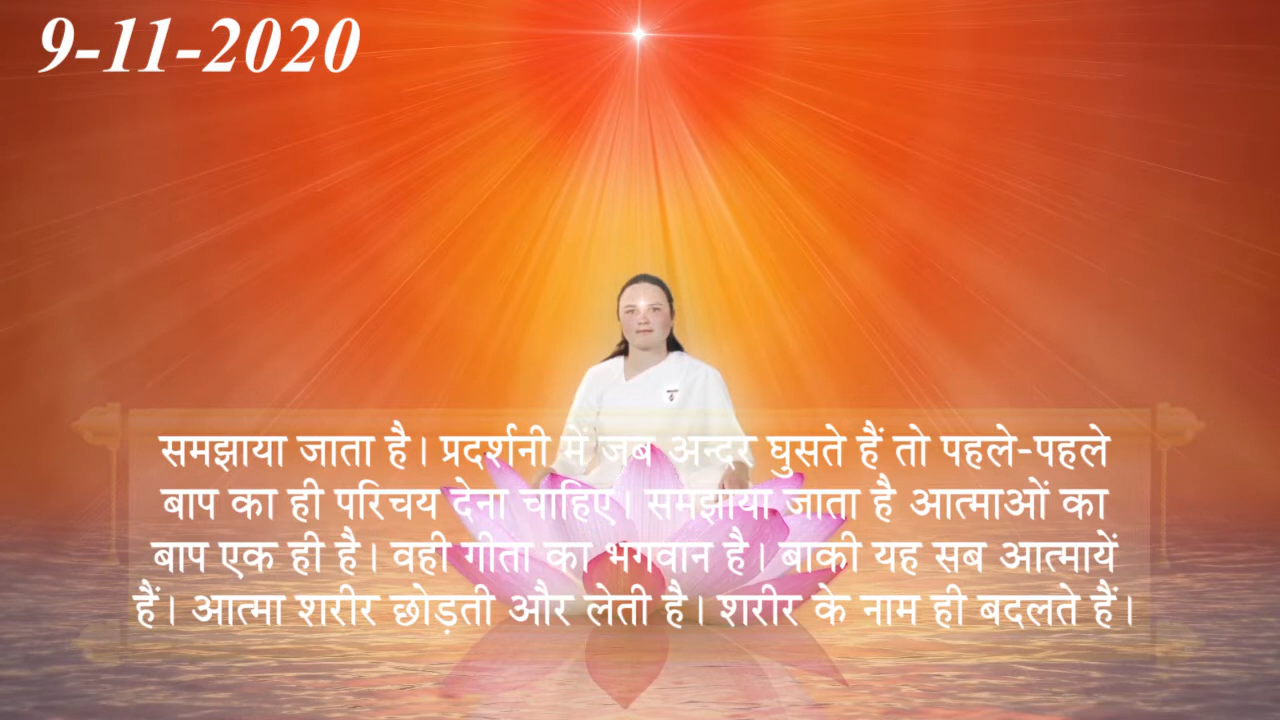 9-11-2020
समझाया जाता है। प्रदर्शनी में जब अन्दर घुसते हैं तो पहले-पहले
बाप का ही परिचय देना चाहिए। समझाया जाता है आत्माओं का
बाप एक ही है। वही गीता का भगवान है। बाकी यह सब आत्मायें
हैं। आत्मा शरीर छोड़ती और लेती है। शरीर के नाम ही बदलते हैं।